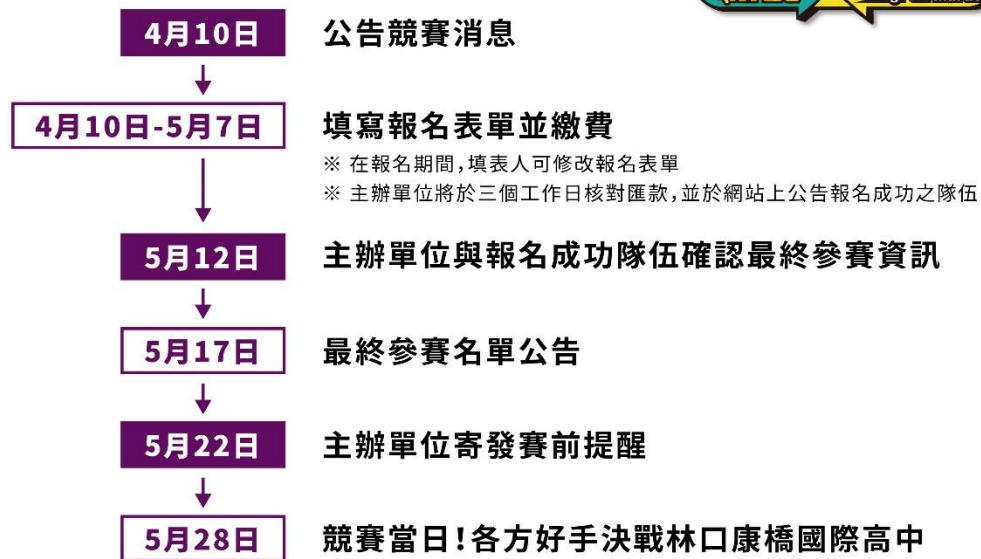 4月10日 公告競賽消息
4月10日-5月7日 填寫報名表單並繳費
※ 在報名期間,填表人可修改報名表單
※ 主辦單位將於三個工作日核對匯款,並於網站上公告報名成功之隊伍
5月12日 主辦單位與報名成功隊伍確認最終參賽資訊
5月17日 最終參賽名單公告
5月22日 主辦單位寄發賽前提醒
5月28日 競賽當日!各方好手決戰林口康橋國際高中